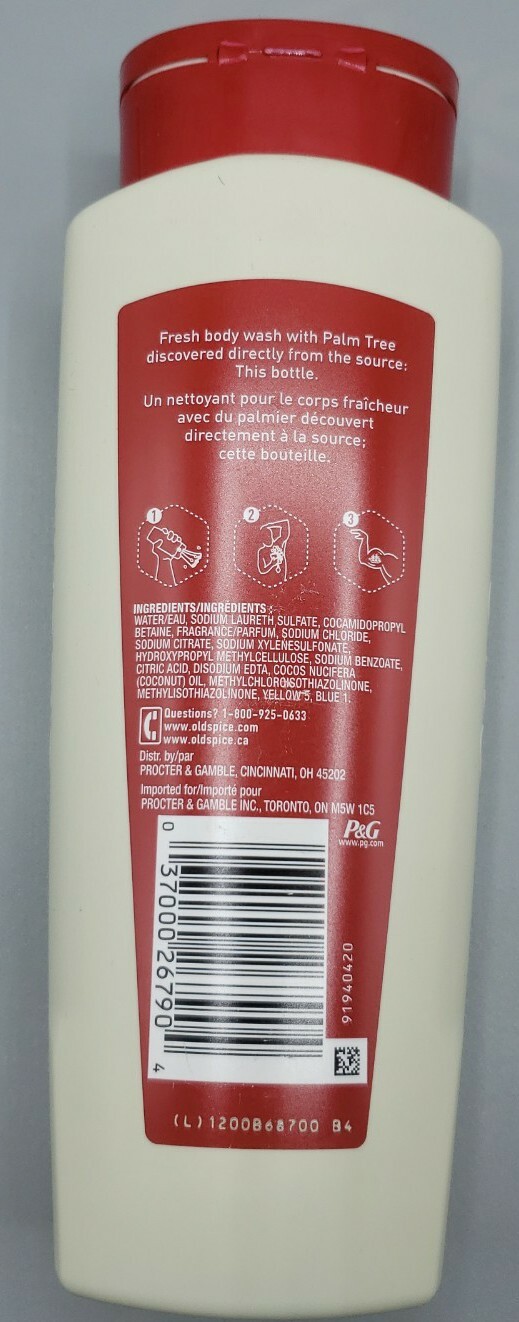 Fresh body wash with Palm Tree
discovered directly from the source:
This bottle.
Un nettoyant pour le corps fraîcheur
avec du palmier découvert
directement à la source;
cette bouteille.
1 2 3
INGREDIENTS/INGRÉDIENTS :
WATER/EAU, SODIUM LAURETH SULFATE, COCAMIDOPROPYL
BETAINE, FRAGRANCE/PARFUM, SODIUM CHLORIDE,
SODIUM CITRATE, SODIUM XYLENESULFONATE,
HYDROXYPROPYL METHYLCELLULOSE, SODIUM BENZOATE,
CITRIC ACID, DISODIUM EDTA, COCOS NUCIFERA
(COCONUT) OIL, METHYLCHLOROISOTHIAZOLINONE,
METHYLISOTHIAZOLINONE, YELLOW 5, BLUE 1.
Questions? 1-800-925-0633
www.oldspice.com
www.oldspice.ca
Distr. by/par
PROCTER & GAMBLE, CINCINNATI, OH 45202
Imported for/Importé pour
PROCTER & GAMBLE INC., TORONTO, ON M5W 1C5
P&G
www.pg.com
0 37000 26790 4
91940420
(L)1200B68700 B4